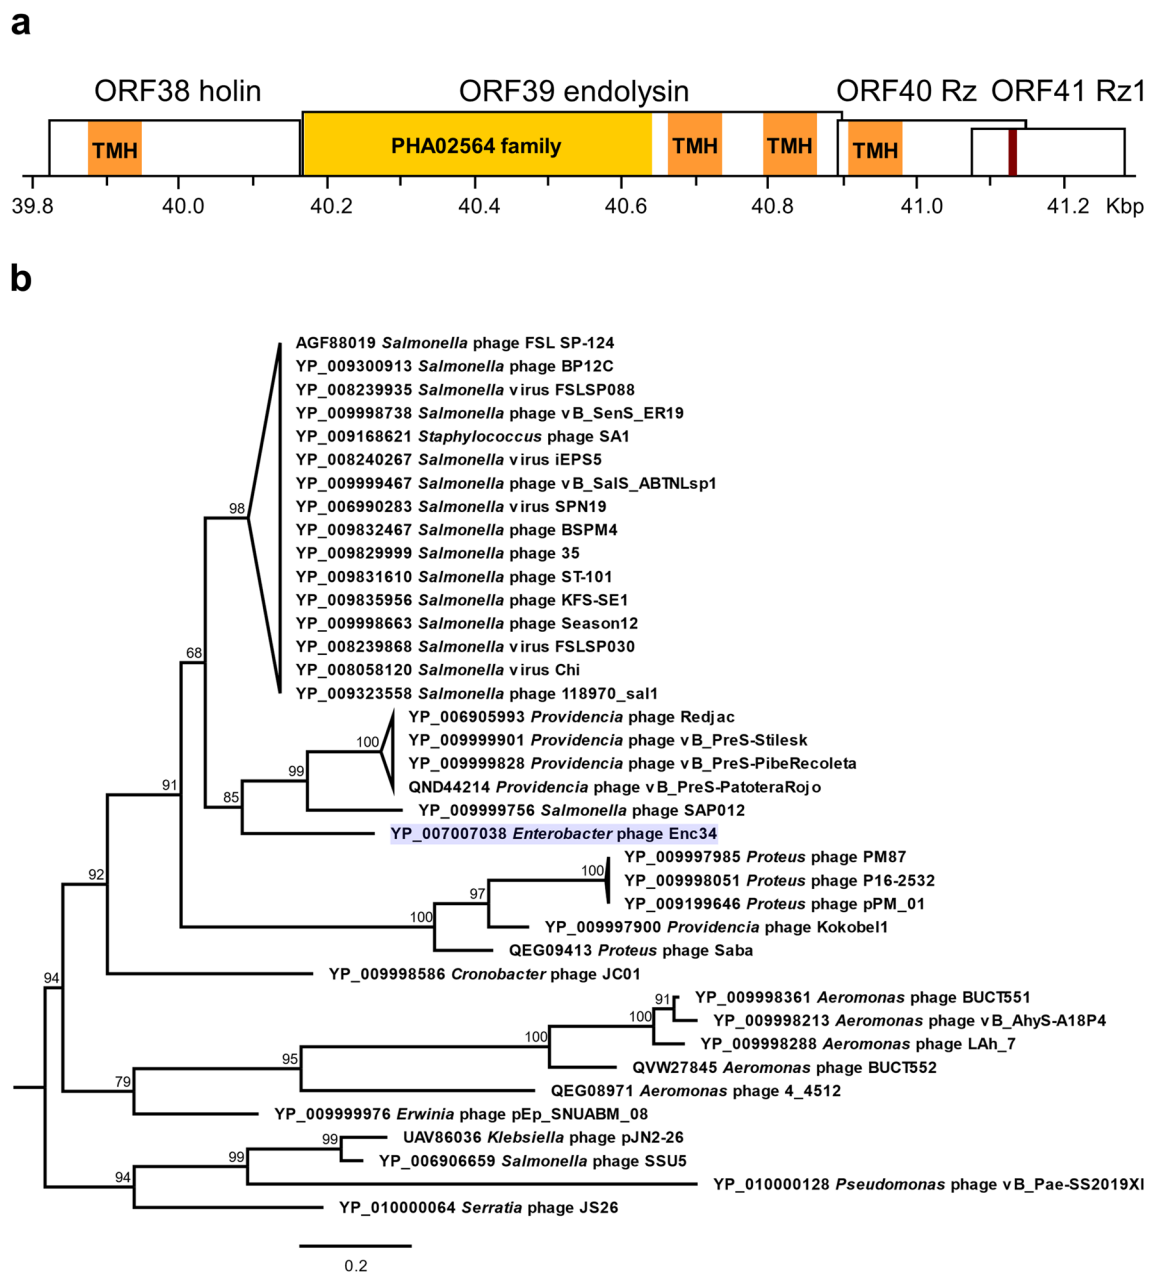 a
ORF38 holin ORF39 endolysin ORF40 Rz ORF41 Rz1
TMH PHA02564 family TMH TMH TMH
39.8 40.0 40.2 40.4 40.6 40.8 41.0 41.2 Kbp
b
AGF88019 Salmonella phage FSL SP-124
YP_009300913 Salmonella phage BP12C
YP_008239935 Salmonella virus FSLSP088
YP_009998738 Salmonella phage vB_SenS_ER19
YP_009168621 Staphylococcus phage SA1
YP_008240267 Salmonella virus iEPS5
YP_009999467 Salmonella phage vB_SalS_ABTNLsp1
98 YP_006990283 Salmonella virus SPN19
YP_009832467 Salmonella phage BSPM4
YP_009829999 Salmonella phage 35
YP_009831610 Salmonella phage ST-101
YP_009835956 Salmonella phage KFS-SE1
YP_009998663 Salmonella phage Season12
68 YP_008239868 Salmonella virus FSLSP030
YP_008058120 Salmonella virus Chi
YP_009323558 Salmonella phage 118970_sal1
YP_006905993 Providencia phage Redjac
100 YP_009999901 Providencia phage vB_PreS-Stilesk
99 YP_009999828 Providencia phage vB_PreS-PibeRecoleta
91 QND44214 Providencia phage vB_PreS-PatoteraRojo
85 YP_009999756 Salmonella phage SAP012
YP_007007038 Enterobacter phage Enc34
YP_009997985 Proteus phage PM87
92 100 YP_009998051 Proteus phage P16-2532
97 YP_009199646 Proteus phage pPM_01
100 YP_009997900 Providencia phage Kokobel1
QEG09413 Proteus phage Saba
94 YP_009998586 Cronobacter phage JC01
91 YP_009998361 Aeromonas phage BUCT551
100 YP_009998213 Aeromonas phage vB_AhyS-A18P4
100 YP_009998288 Aeromonas phage LAh_7
95 QVW27845 Aeromonas phage BUCT552
79 QEG08971 Aeromonas phage 4_4512
YP_009999976 Erwinia phage pEp_SNUABM_08
99 UAV86036 Klebsiella phage pJN2-26
99 YP_006906659 Salmonella phage SSU5
94 YP_010000128 Pseudomonas phage vB_Pae-SS2019XI
YP_010000064 Serratia phage JS26
0.2